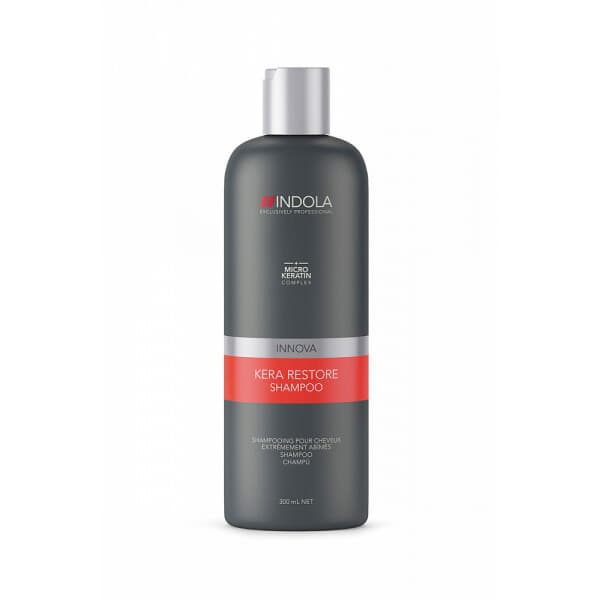 INDOLA
EXCLUSIVELY PROFESSIONAL
+
MICRO
KERATIN
COMPLEX
INNOVA
KERA RESTORE
SHAMPOO
SHAMPOOING POUR CHEVEUX
EXTRÊMEMENT ABÎMÉS
SHAMPOO
CHAMPÚ
300 mL NET